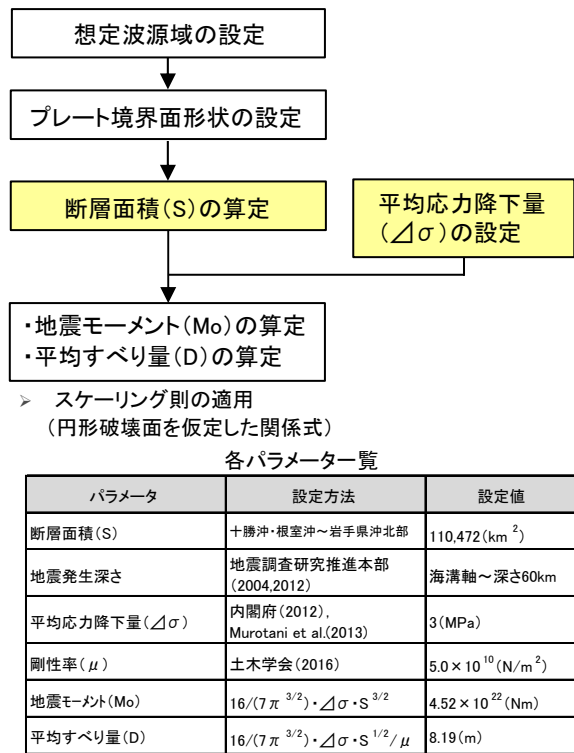 想定波源域の設定
プレート境界面形状の設定
断層面積(S)の算定
平均応力降下量
(⊿σ)の設定
・地震モーメント(Mo)の算定
・平均すべり量(D)の算定
➢ スケーリング則の適用
(円形破壊面を仮定した関係式)
各パラメータ一覧
パラメータ 設定方法 設定値
断層面積(S) 十勝沖・根室沖~岩手県沖北部 110,472(km ²)
地震発生深さ 地震調査研究推進本部 (2004,2012) 海溝軸~深さ60km
平均応力降下量(⊿σ) 内閣府(2012), Murotani et al.(2013) 3(MPa)
剛性率(μ) 土木学会(2016) 5.0×10 ¹⁰(N/m ²)
地震モーメント(Mo) 16/(7π ³ᐟ²)・⊿σ・S ³ᐟ² 4.52×10 ²²(Nm)
平均すべり量(D) 16/(7π ³ᐟ²)・⊿σ・S ¹ᐟ²/μ 8.19(m)